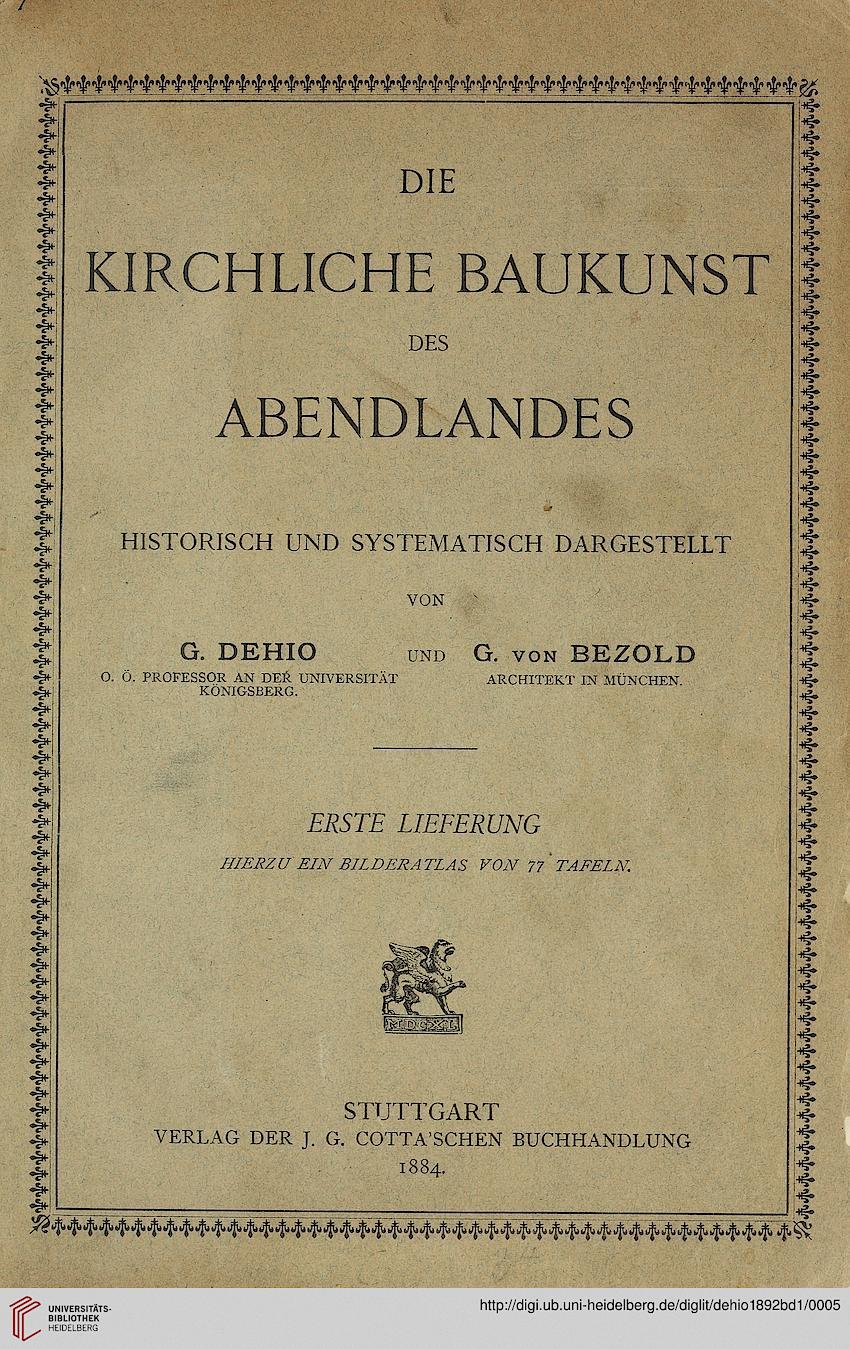 DIE
KIRCHLICHE BAUKUNST
DES
ABENDLANDES
HISTORISCH UND SYSTEMATISCH DARGESTELLT
VON
G. DEHIO UND G. VON BEZOLD
O. Ö. PROFESSOR AN DER UNIVERSITÄT ARCHITEKT IN MÜNCHEN.
KÖNIGSBERG.
ERSTE LIEFERUNG
HIERZU EIN BILDERATLAS VON 77 TAFELN.
MDCXL
STUTTGART
VERLAG DER J. G. COTTA'SCHEN BUCHHANDLUNG
1884.
UNIVERSITÄTS-
BIBLIOTHEK
HEIDELBERG
http://digi.ub.uni-heidelberg.de/diglit/dehio1892bd1/0005